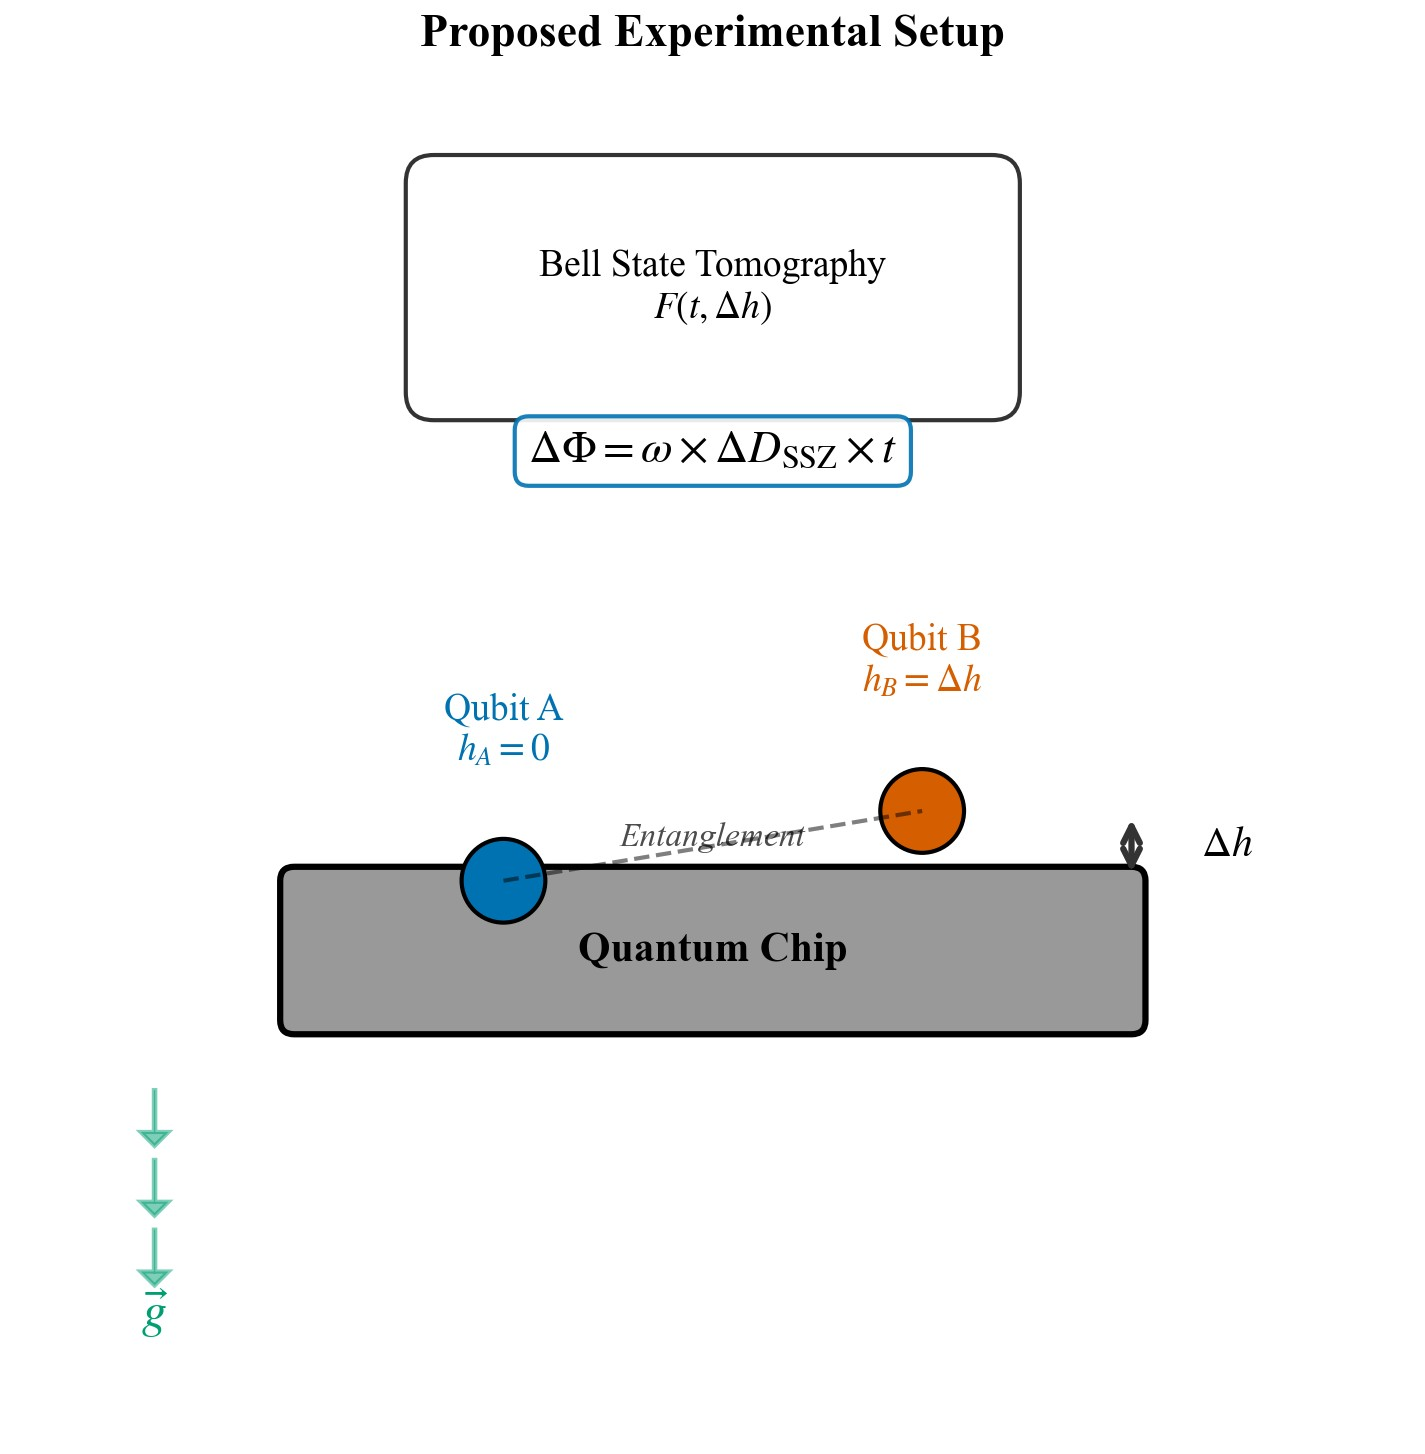 Proposed Experimental Setup
Bell State Tomography
F(t, Δh)
ΔΦ = ω × ΔD_SSZ × t
Qubit B
h_B = Δh
Qubit A
h_A = 0
Entanglement
Δh
Quantum Chip
g⃗